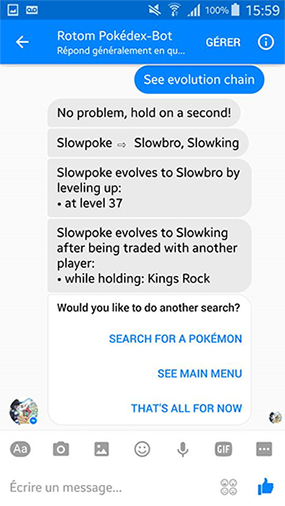 100% 15:59
Rotom Pokédex-Bot
Répond généralement en qu...
GÉRER
See evolution chain
No problem, hold on a second!
Slowpoke ⇨ Slowbro, Slowking
Slowpoke evolves to Slowbro by
leveling up:
• at level 37
Slowpoke evolves to Slowking
after being traded with another
player:
• while holding: Kings Rock
Would you like to do another search?
SEARCH FOR A POKÉMON
SEE MAIN MENU
THAT'S ALL FOR NOW
Aa
GIF
Écrire un message...